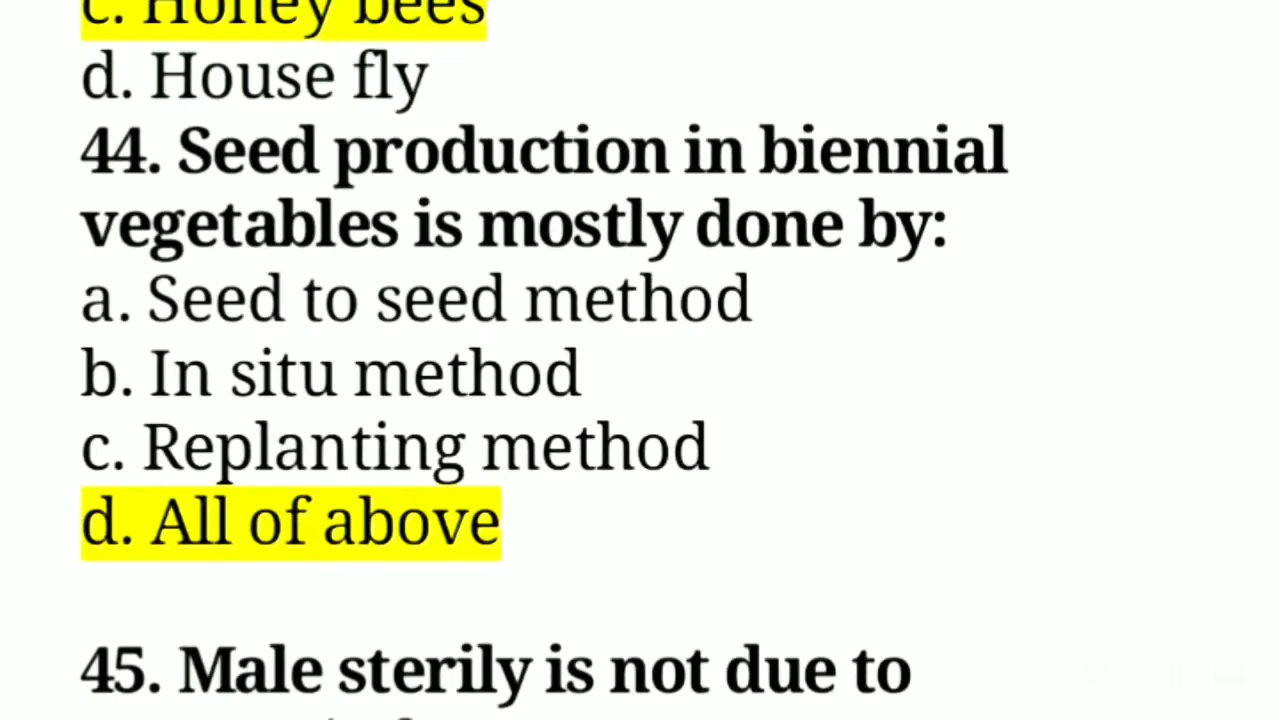 c. Honey bees
d. House fly
44. Seed production in biennial
vegetables is mostly done by:
a. Seed to seed method
b. In situ method
c. Replanting method
d. All of above
45. Male sterily is not due to